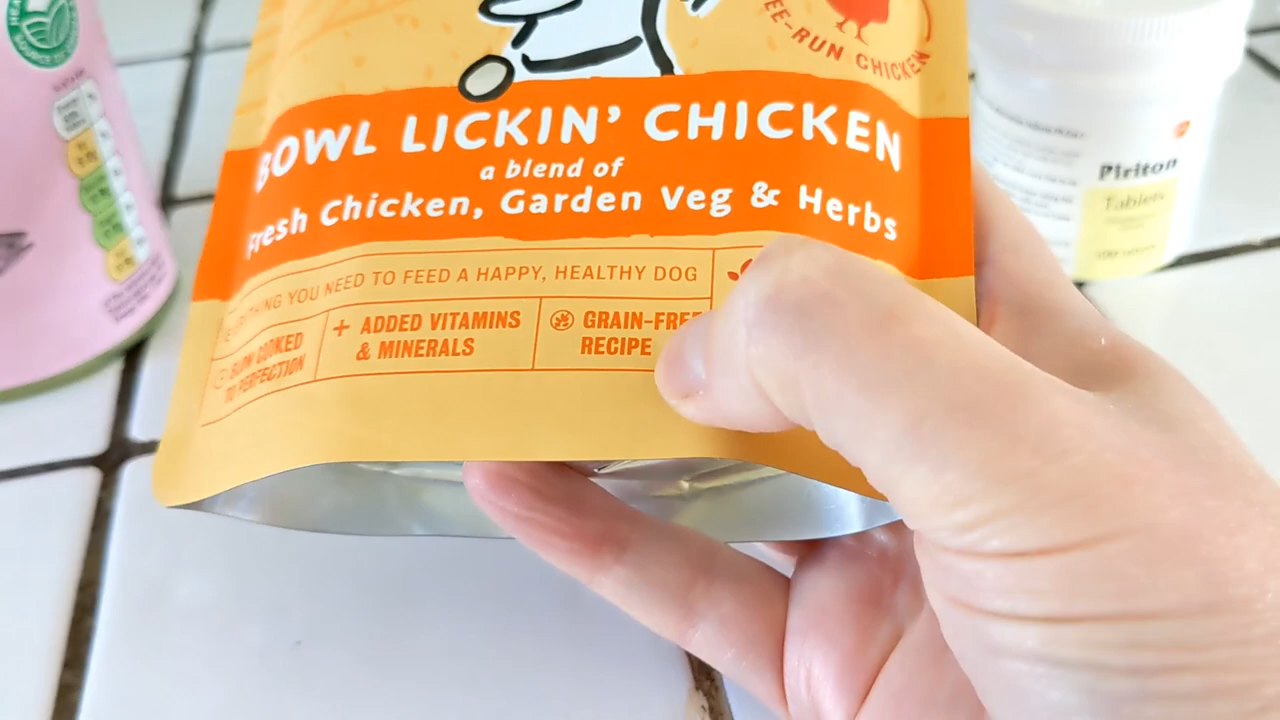 EE-RUN CHICKEN
BOWL LICKIN' CHICKEN
a blend of
Fresh Chicken, Garden Veg & Herbs
THING YOU NEED TO FEED A HAPPY, HEALTHY DOG
SLOW COOKED
TO PERFECTION
+ ADDED VITAMINS
& MINERALS
GRAIN-FREE
RECIPE
Piriton
Tablets